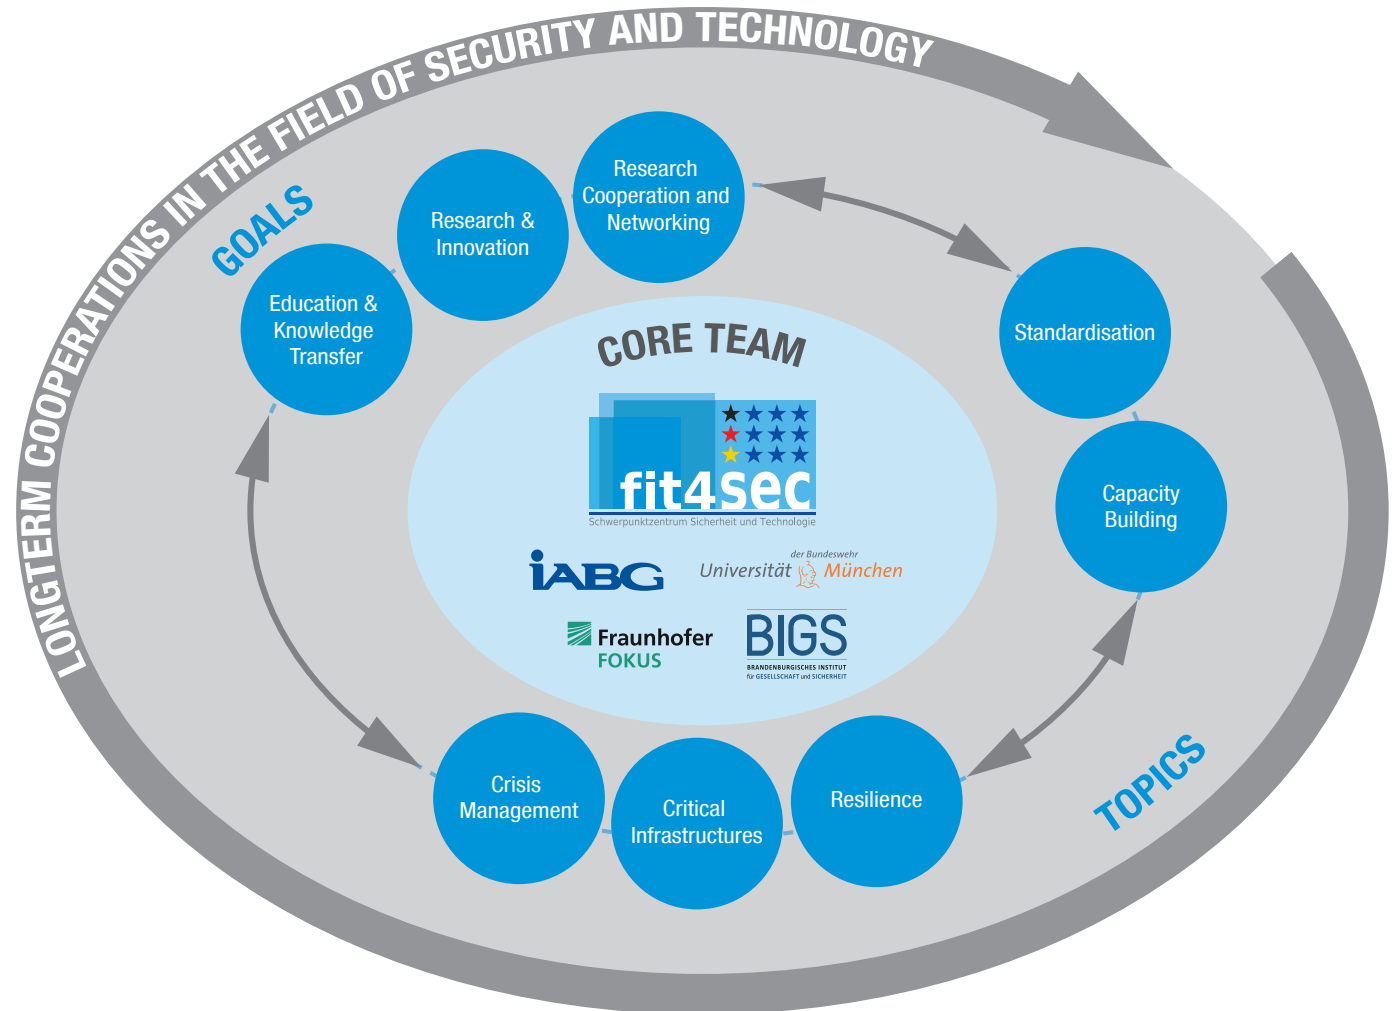 LONGTERM COOPERATIONS IN THE FIELD OF SECURITY AND TECHNOLOGY
GOALS
Research
Cooperation and
Networking
Research &
Innovation
Education &
Knowledge
Transfer
Standardisation
Capacity
Building
CORE TEAM
fit4sec
Schwerpunktzentrum Sicherheit und Technologie
iABG
der Bundeswehr
Universität München
Fraunhofer
FOKUS
BIGS
BRANDENBURGISCHES INSTITUT
für GESELLSCHAFT und SICHERHEIT
Crisis
Management
Critical
Infrastructures
Resilience
TOPICS